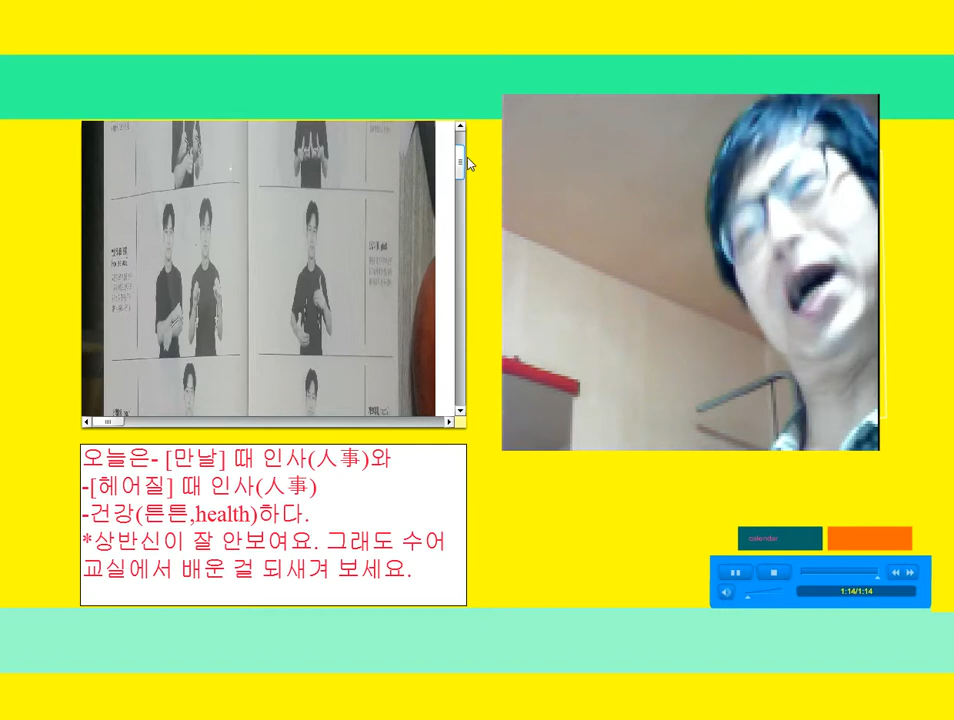 오늘은- [만날] 때 인사(人事)와
-[헤어질] 때 인사(人事)
-건강(튼튼,health)하다.
*상반신이 잘 안보여요. 그래도 수어
교실에서 배운 걸 되새겨 보세요.
calendar
1:14/1:14